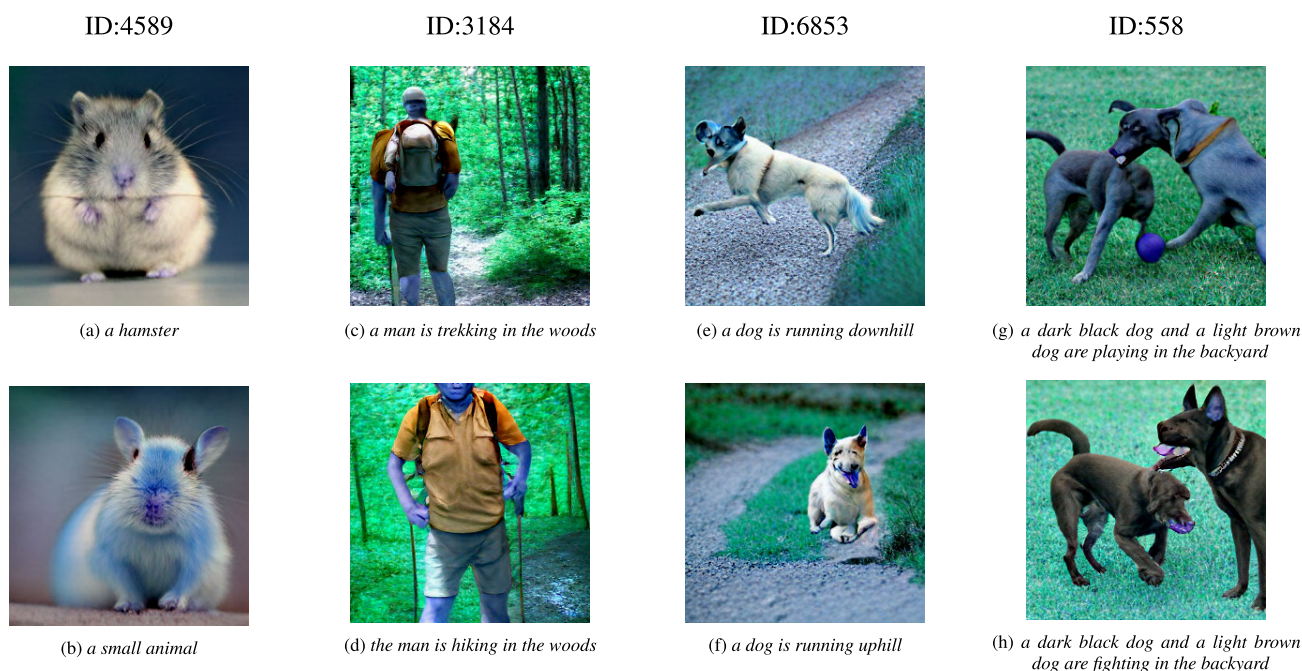 ID:4589
ID:3184
ID:6853
ID:558
(a) a hamster
(c) a man is trekking in the woods
(e) a dog is running downhill
(g) a dark black dog and a light brown
dog are playing in the backyard
(b) a small animal
(d) the man is hiking in the woods
(f) a dog is running uphill
(h) a dark black dog and a light brown
dog are fighting in the backyard